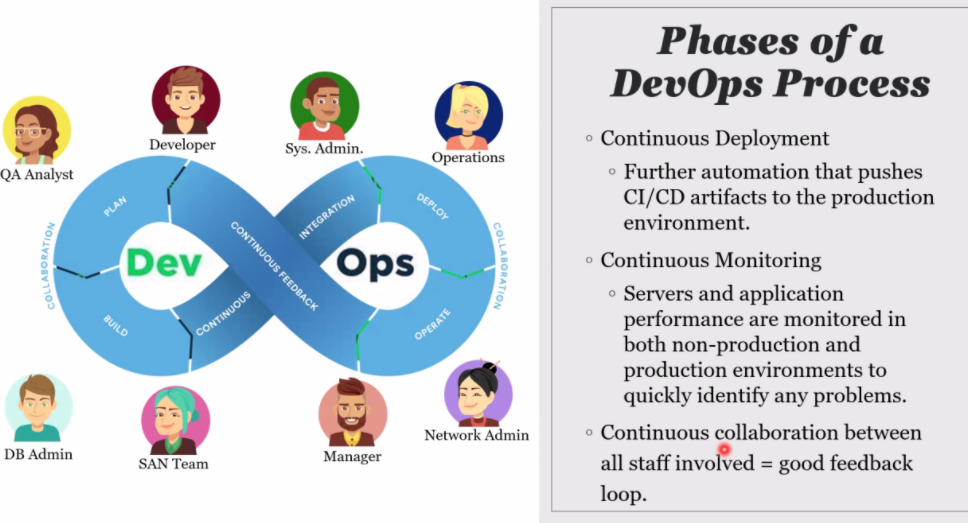 QA Analyst
Developer
Sys. Admin.
Operations
COLLABORATION
PLAN
BUILD
Dev
CONTINUOUS INTEGRATION
CONTINUOUS FEEDBACK
Ops
DEPLOY
OPERATE
COLLABORATION
DB Admin
SAN Team
Manager
Network Admin
Phases of a
DevOps Process
◦ Continuous Deployment
◦ Further automation that pushes
CI/CD artifacts to the production
environment.
◦ Continuous Monitoring
◦ Servers and application
performance are monitored in
both non-production and
production environments to
quickly identify any problems.
◦ Continuous collaboration between
all staff involved = good feedback
loop.